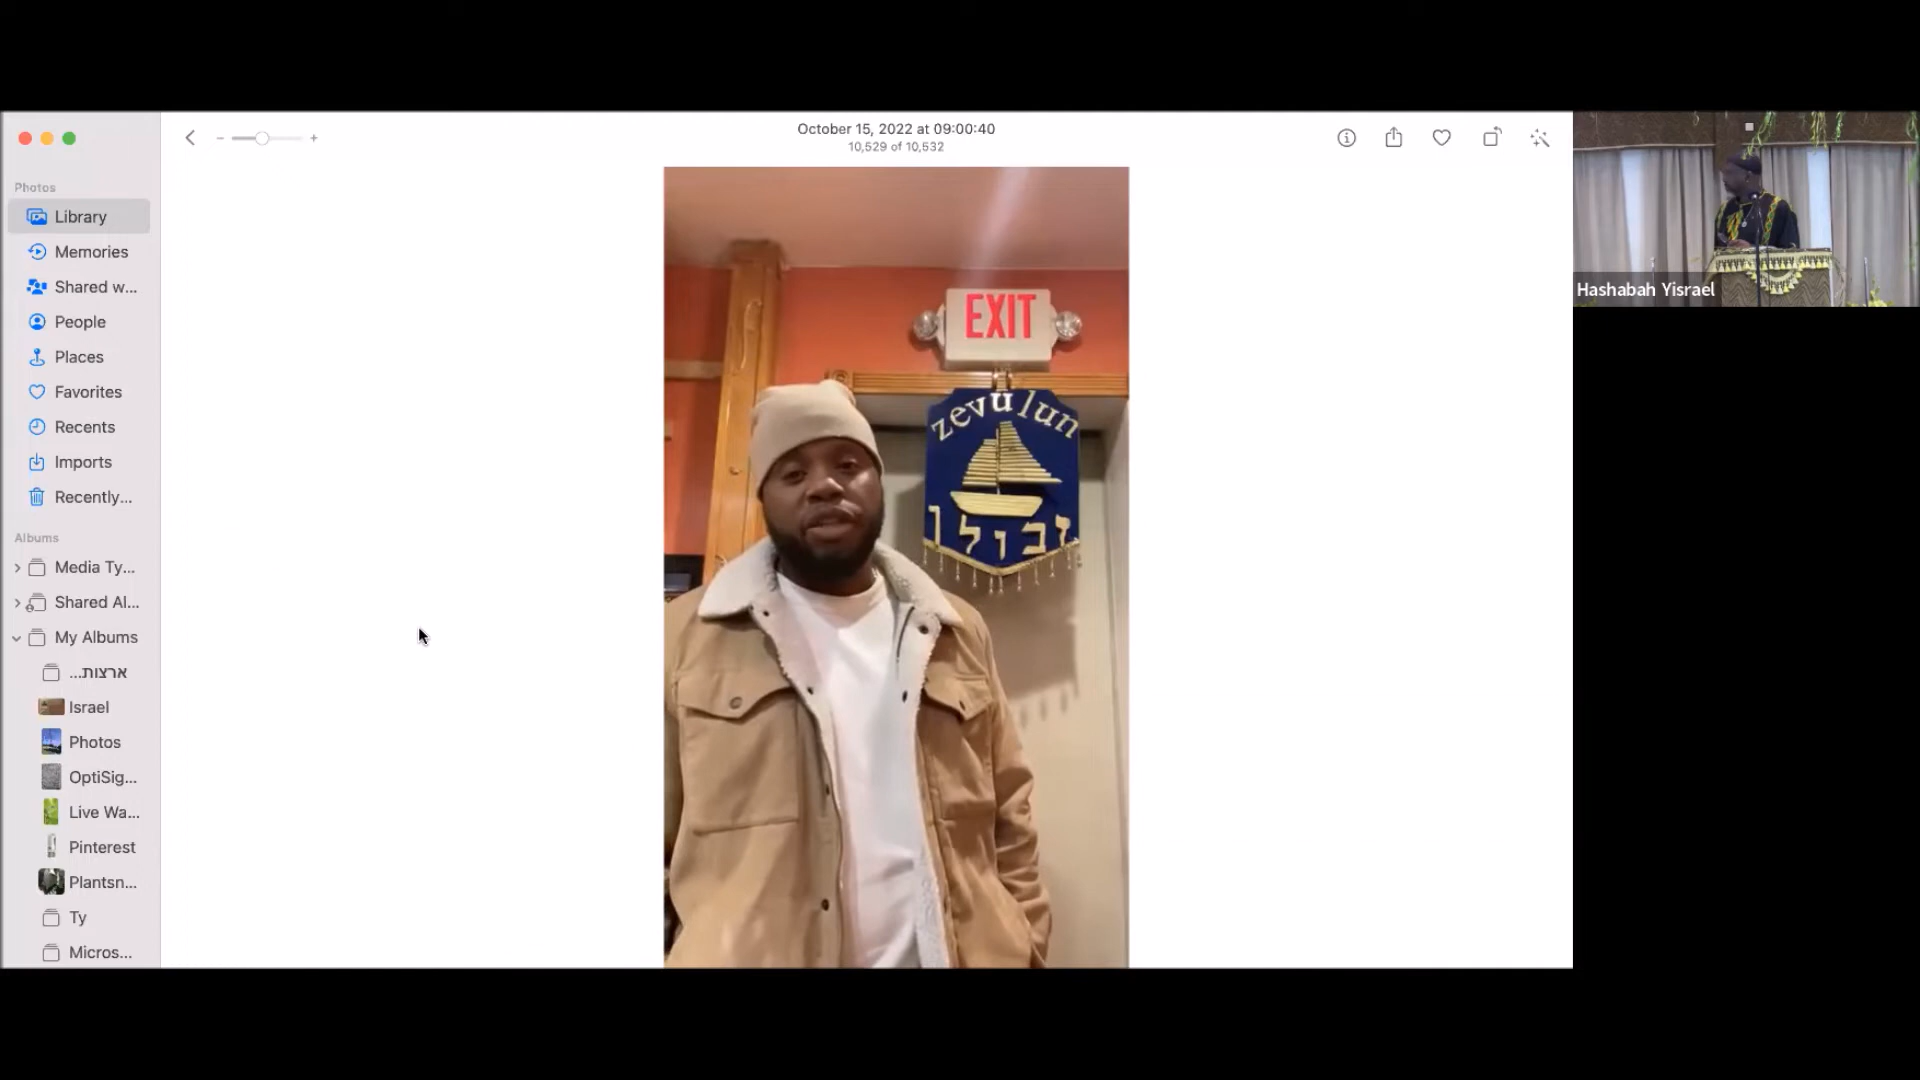 October 15, 2022 at 09:00:40
10,529 of 10,532
Photos
Library
Memories
Shared w...
People
Places
Favorites
Recents
Imports
Recently...
Albums
Media Ty...
Shared Al...
My Albums
ארצות...
Israel
Photos
OptiSig...
Live Wa...
Pinterest
Plantsn...
Ty
Micros...
EXIT
zevulun
זבולן
Hashabah Yisrael